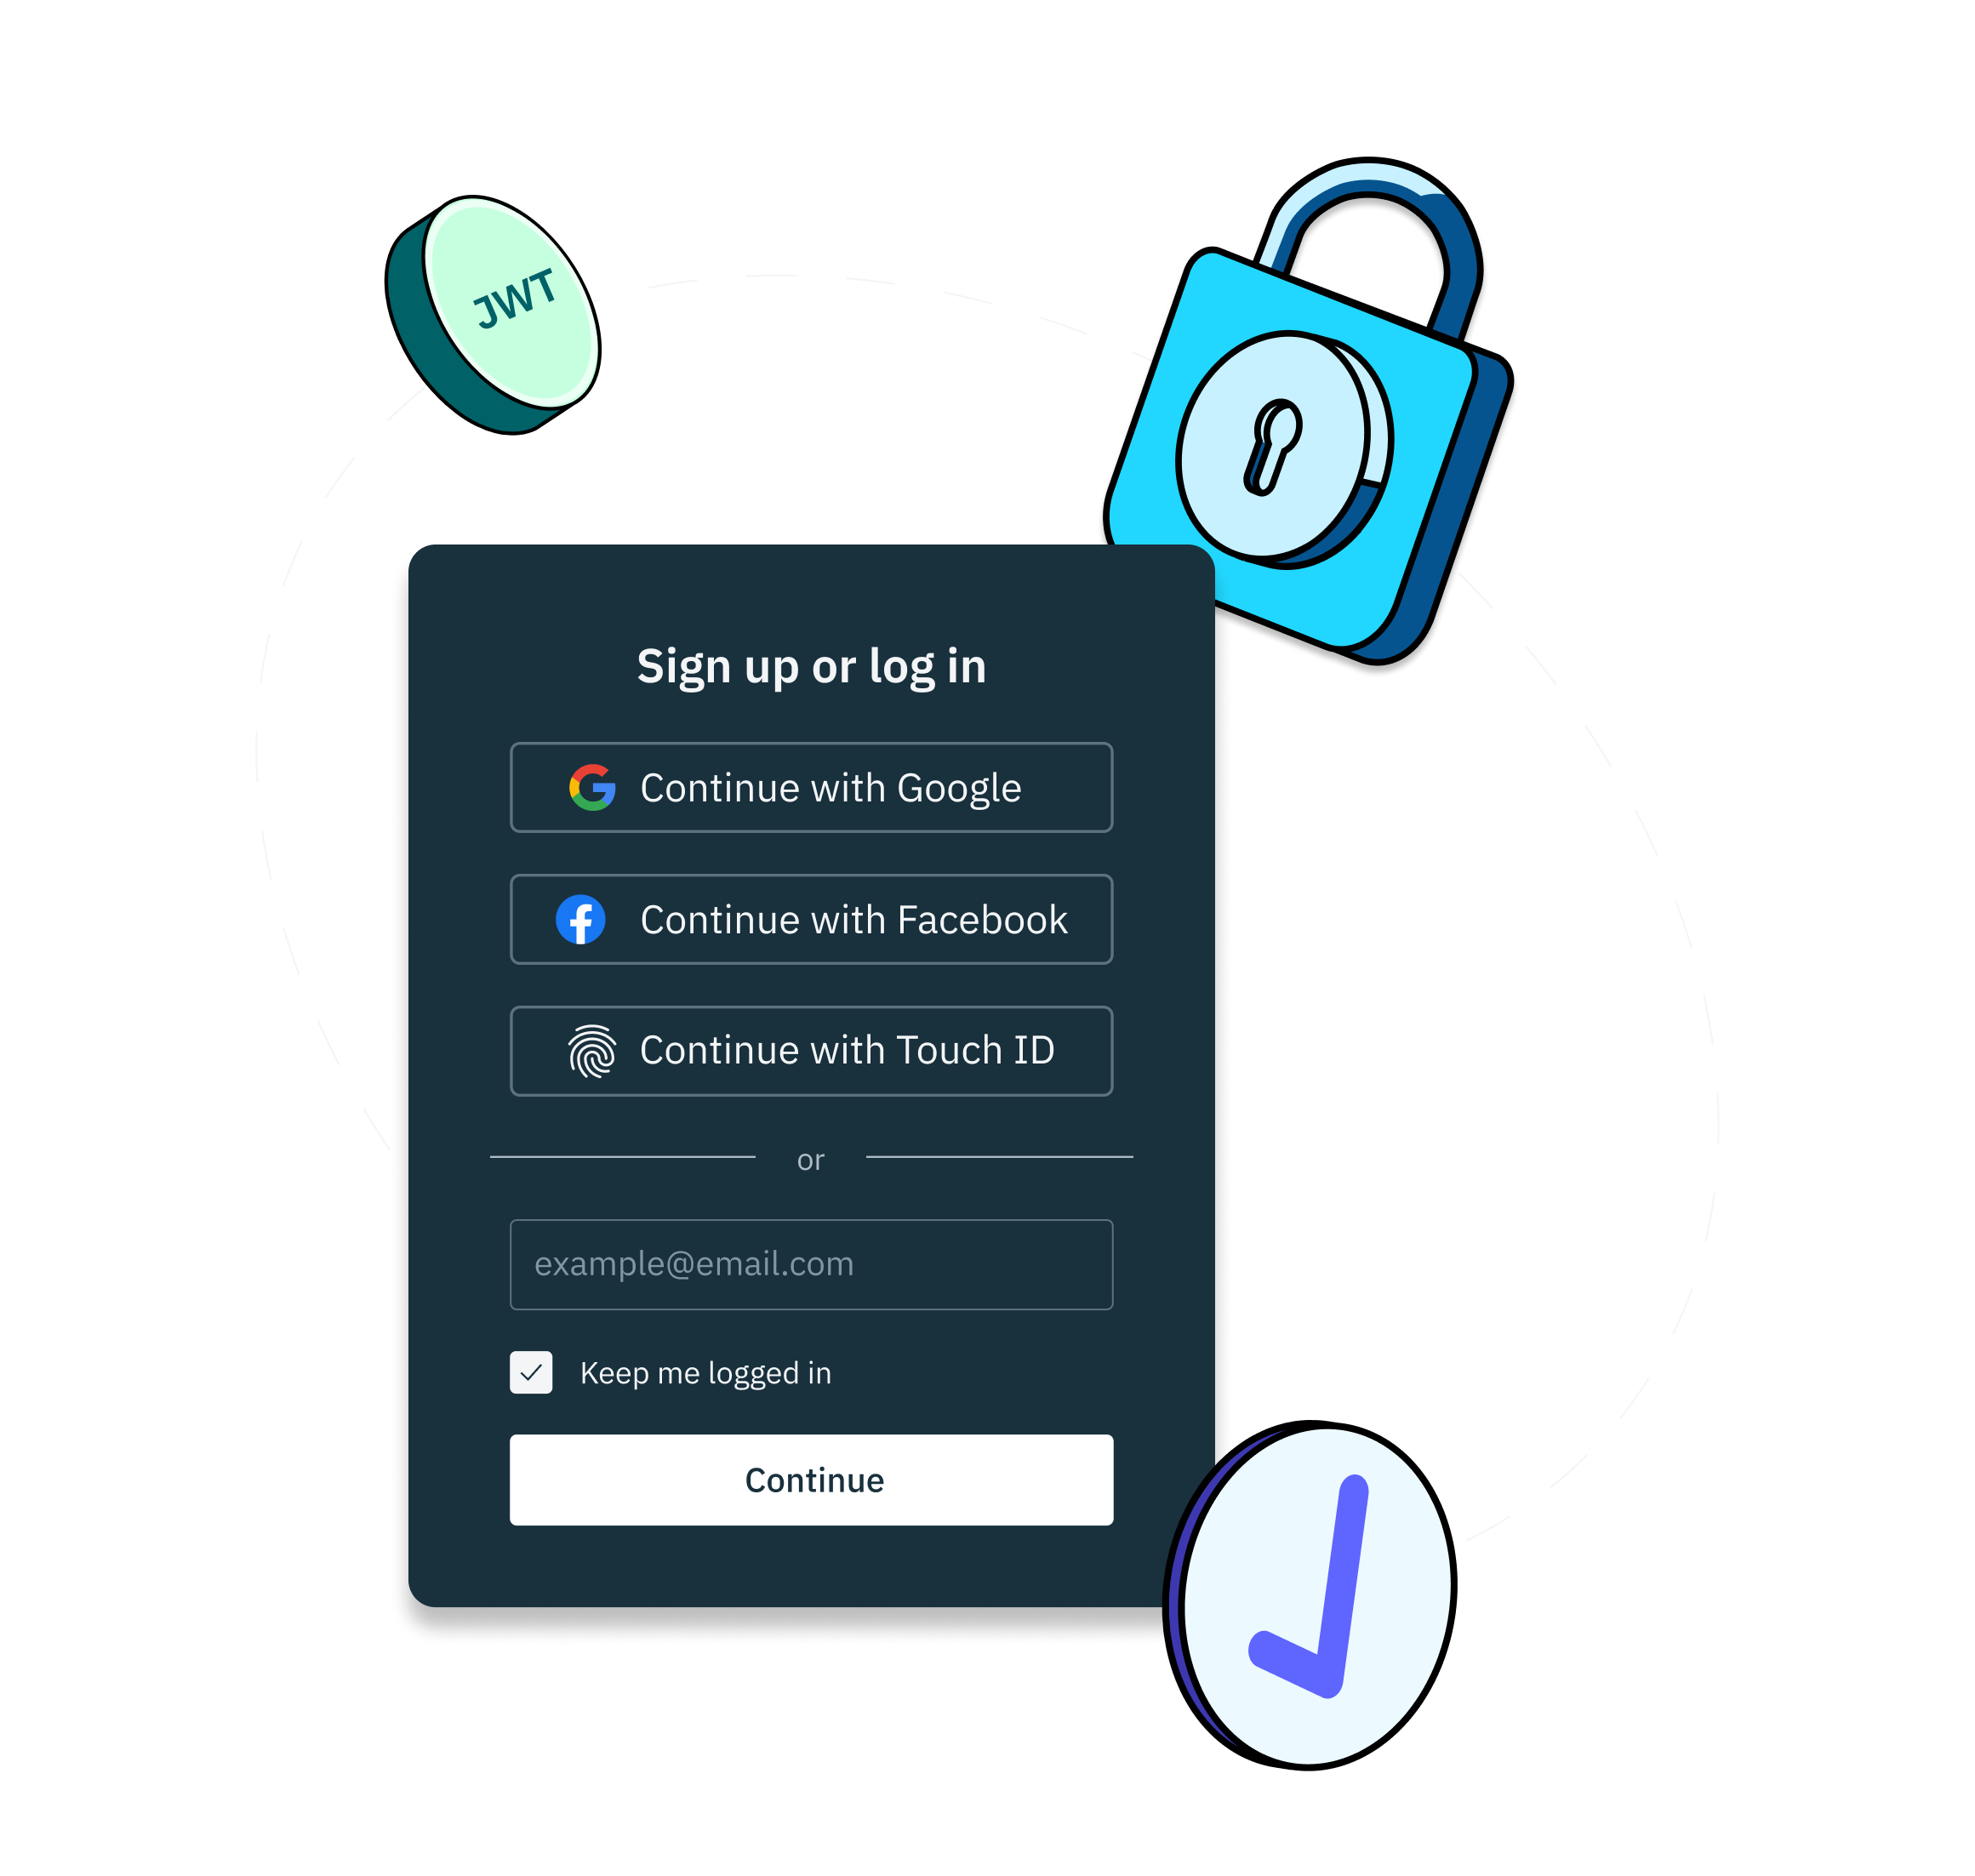 JWT
Sign up or log in
Continue with Google
Continue with Facebook
Continue with Touch ID
or
example@email.com
Keep me logged in
Continue